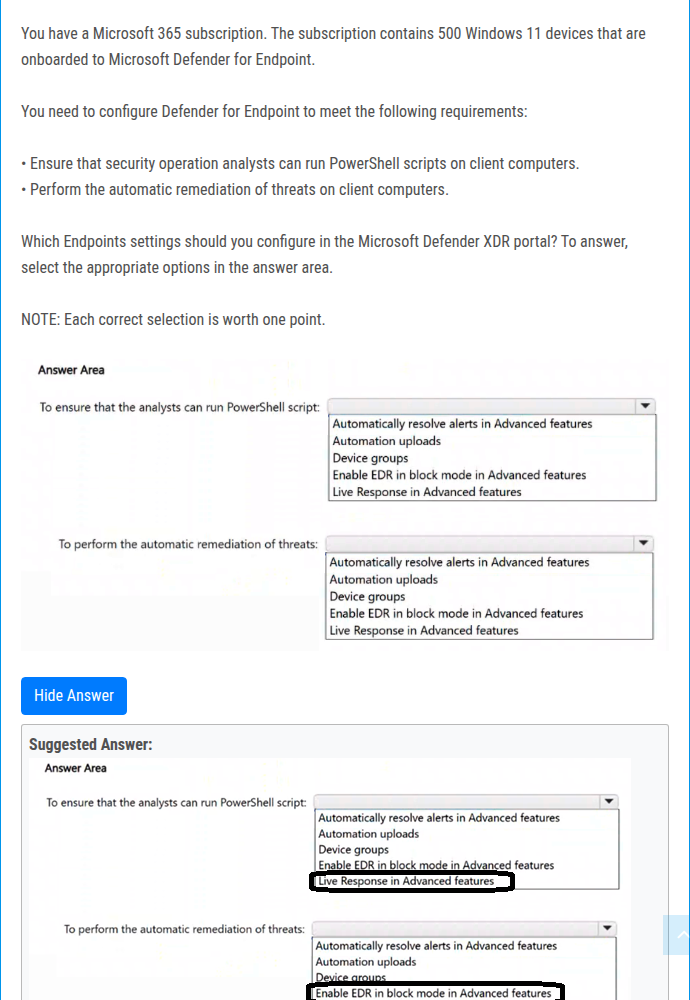 You have a Microsoft 365 subscription. The subscription contains 500 Windows 11 devices that are
onboarded to Microsoft Defender for Endpoint.
You need to configure Defender for Endpoint to meet the following requirements:
• Ensure that security operation analysts can run PowerShell scripts on client computers.
• Perform the automatic remediation of threats on client computers.
Which Endpoints settings should you configure in the Microsoft Defender XDR portal? To answer,
select the appropriate options in the answer area.
NOTE: Each correct selection is worth one point.
Answer Area
To ensure that the analysts can run PowerShell script:
Automatically resolve alerts in Advanced features
Automation uploads
Device groups
Enable EDR in block mode in Advanced features
Live Response in Advanced features
To perform the automatic remediation of threats:
Automatically resolve alerts in Advanced features
Automation uploads
Device groups
Enable EDR in block mode in Advanced features
Live Response in Advanced features
Hide Answer
Suggested Answer:
Answer Area
To ensure that the analysts can run PowerShell script:
Automatically resolve alerts in Advanced features
Automation uploads
Device groups
Enable EDR in block mode in Advanced features
Live Response in Advanced features
To perform the automatic remediation of threats:
Automatically resolve alerts in Advanced features
Automation uploads
Device groups
Enable EDR in block mode in Advanced features